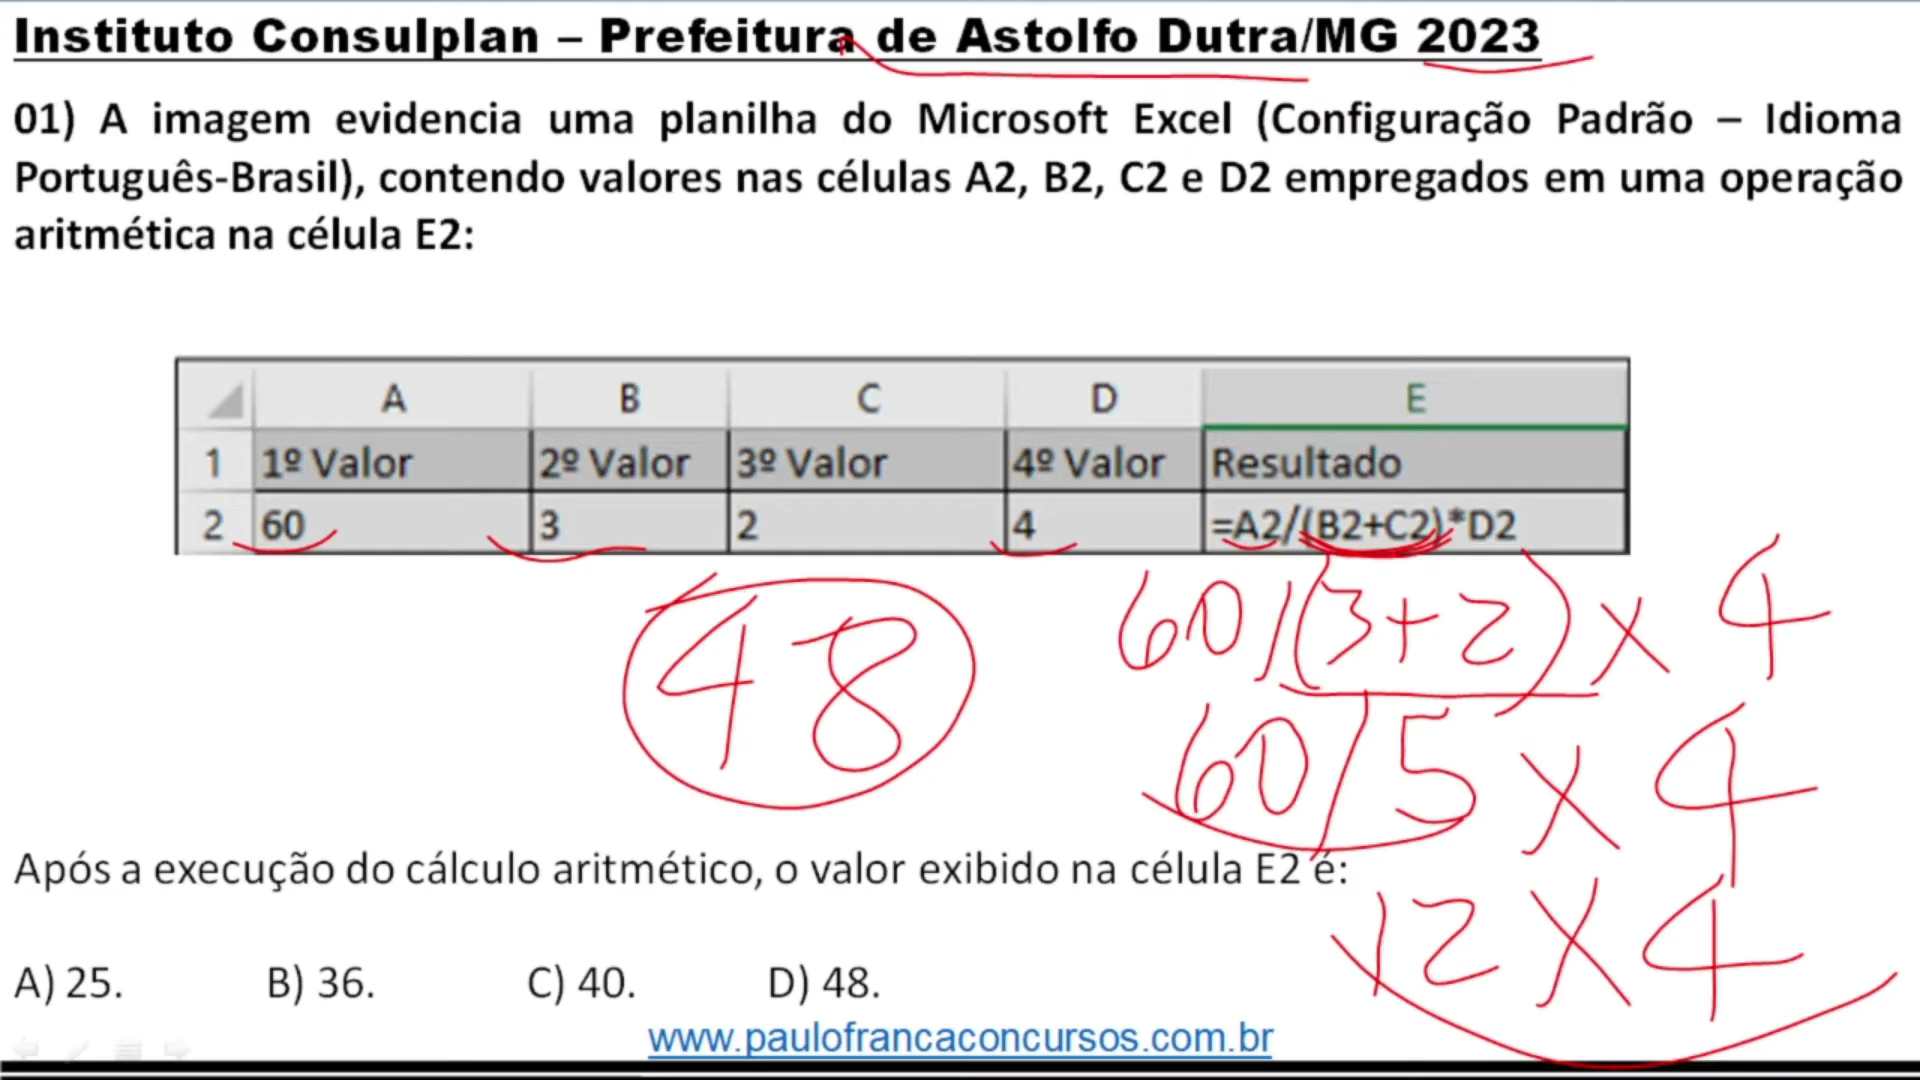 Instituto Consulplan – Prefeitura de Astolfo Dutra/MG 2023
01) A imagem evidencia uma planilha do Microsoft Excel (Configuração Padrão – Idioma
Português-Brasil), contendo valores nas células A2, B2, C2 e D2 empregados em uma operação
aritmética na célula E2:
A B C D E
1 1º Valor 2º Valor 3º Valor 4º Valor Resultado
2 60 3 2 4 =A2/(B2+C2)*D2
60/(3+2)x4
48
60/5x4
Após a execução do cálculo aritmético, o valor exibido na célula E2 é:
12x4
A) 25. B) 36. C) 40. D) 48.
www.paulofrancaconcursos.com.br